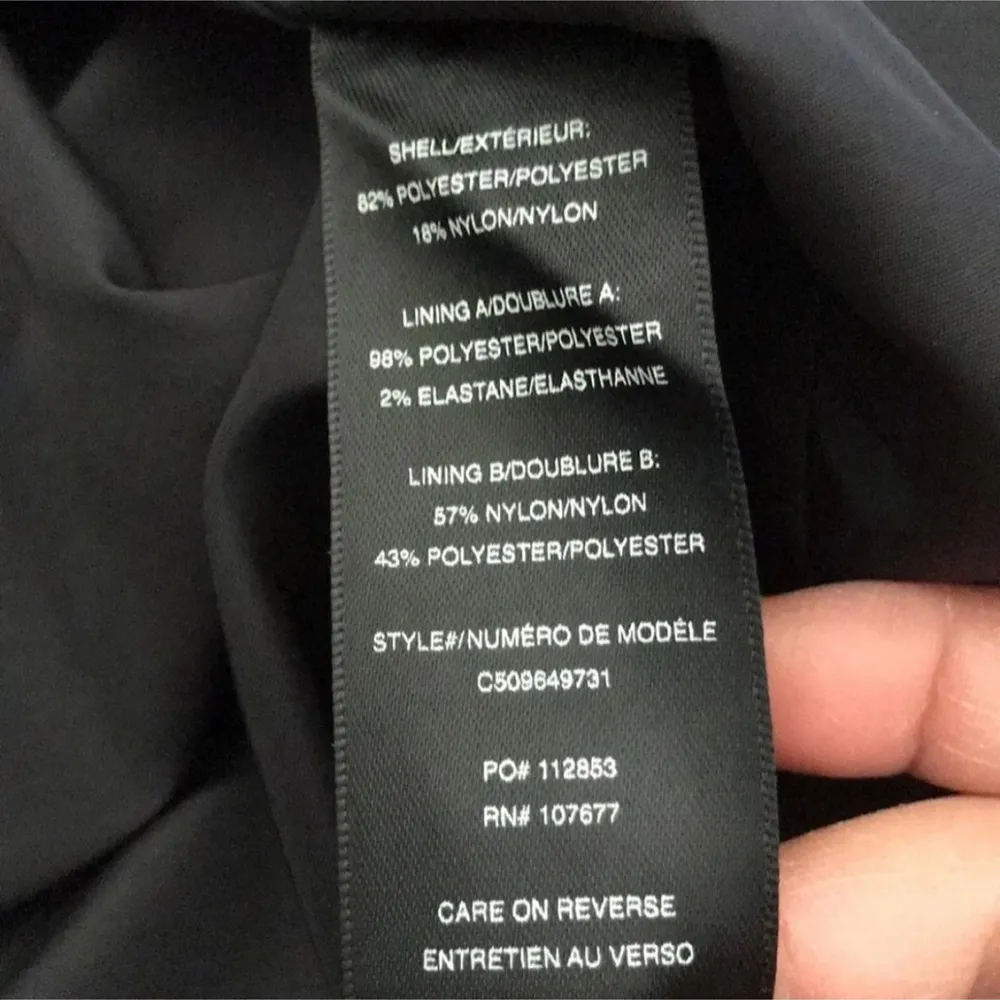 SHELL/EXTÉRIEUR:
82% POLYESTER/POLYESTER
18% NYLON/NYLON
LINING A/DOUBLURE A:
98% POLYESTER/POLYESTER
2% ELASTANE/ELASTHANNE
LINING B/DOUBLURE B:
57% NYLON/NYLON
43% POLYESTER/POLYESTER
STYLE#/NUMÉRO DE MODÈLE
C509649731
PO# 112853
RN# 107677
CARE ON REVERSE
ENTRETIEN AU VERSO